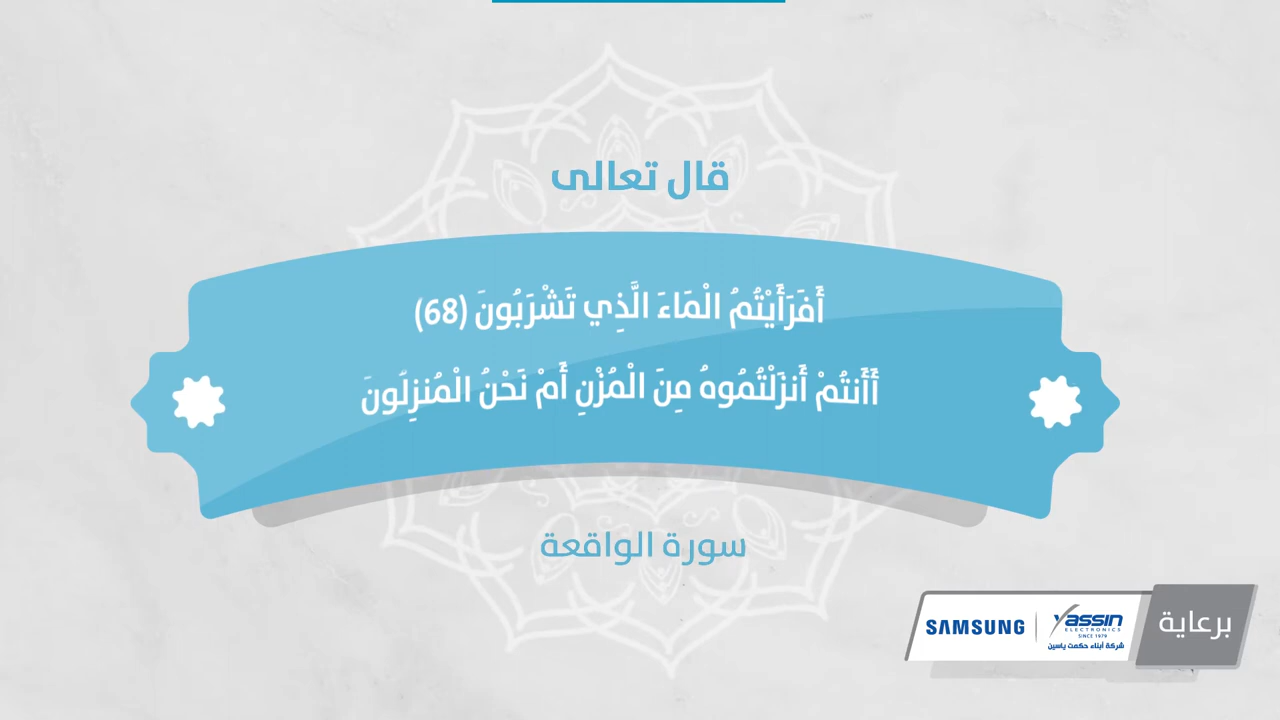 قال تعالى
أَفَرَأَيْتُمُ الْمَاءَ الَّذِي تَشْرَبُونَ (68)
أَأَنتُمْ أَنزَلْتُمُوهُ مِنَ الْمُزْنِ أَمْ نَحْنُ الْمُنزِلُونَ
سورة الواقعة
برعاية
Yassin
ELECTRONICS
SINCE 1979
شركة أبناء حكمت ياسين
SAMSUNG